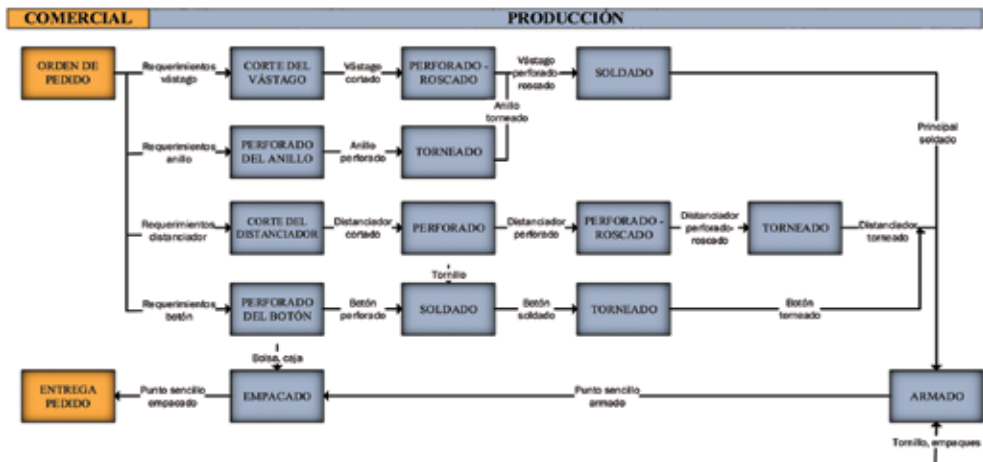 COMERCIAL
PRODUCCIÓN
ORDEN DE
PEDIDO
Requerimientos
vástago
CORTE DEL
VÁSTAGO
Vástago
cortado
PERFORADO -
ROSCADO
Vástago
perforado
roscado
SOLDADO
Anillo
torneado
Principal
soldado
Requerimientos
anillo
PERFORADO
DEL ANILLO
Anillo
perforado
TORNEADO
Requerimientos
distanciador
CORTE DEL
DISTANCIADOR
Distanciador
cortado
PERFORADO
Distanciador
perforado
PERFORADO -
ROSCADO
Distanciador
perforado-
roscado
TORNEADO
Distanciador
torneado
Tornillo
Requerimientos
botón
PERFORADO
DEL BOTÓN
Botón
perforado
SOLDADO
Botón
soldado
TORNEADO
Botón
torneado
Bolsa, caja
ENTREGA
PEDIDO
Punto sencillo
empacado
EMPACADO
Punto sencillo
armado
ARMADO
Tornillo, empaques